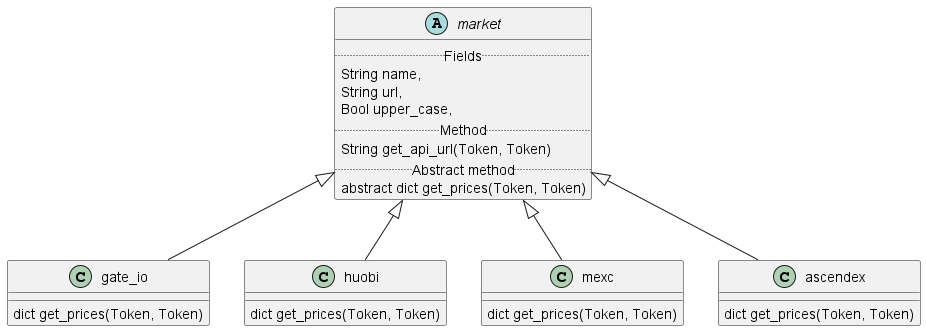 A market
Fields
String name,
String url,
Bool upper_case,
Method
String get_api_url(Token, Token)
Abstract method
abstract dict get_prices(Token, Token)
C gate_io
dict get_prices(Token, Token)
C huobi
dict get_prices(Token, Token)
C mexc
dict get_prices(Token, Token)
C ascendex
dict get_prices(Token, Token)